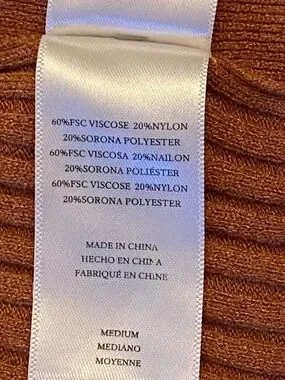 60%FSC VISCOSE 20%NYLON
20%SORONA POLYESTER
60%FSC VISCOSA 20%NAILON
20%SORONA POLIÉSTER
60%FSC VISCOSE 20%NYLON
20%SORONA POLYESTER
MADE IN CHINA
HECHO EN CHINA
FABRIQUÉ EN CHINE
MEDIUM
MEDIANO
MOYENNE